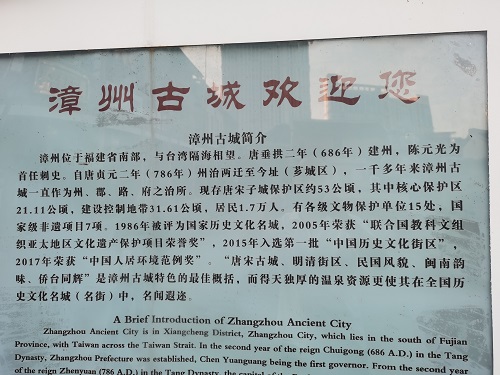 漳州古城欢迎您
漳州古城简介
漳州位于福建省南部，与台湾隔海相望。唐垂拱二年（686年）建州，陈元光为
首任刺史。自唐贞元二年（786年）州治两迁至今址（芗城区），一千多年来漳州古
城一直作为州、郡、路、府之治所。现存唐宋子城保护区约53公顷，其中核心保护区
21.11公顷，建设控制地带31.61公顷，居民1.7万人。有各级文物保护单位15处，国
家级非遗项目7项。1986年被评为国家历史文化名城，2005年荣获“联合国教科文组
织亚太地区文化遗产保护项目荣誉奖”，2015年入选第一批“中国历史文化街区”，
2017年荣获“中国人居环境范例奖”。“唐宋古城、明清街区、民国风貌、闽南韵
味、侨台同辉”是漳州古城特色的最佳概括，而得天独厚的温泉资源更使其在全国历
史文化名城（名街）中，名闻遐迩。
A Brief Introduction of Zhangzhou Ancient City
Zhangzhou Ancient City is in Xiangcheng District, Zhangzhou City, which lies in the south of Fujian
Province, with Taiwan across the Taiwan Strait. In the second year of the reign Chuigong (686 A.D.) in the Tang
Dynasty, Zhangzhou Prefecture was established, Chen Yuanguang being the first governor. From the second year
of the reign Zhenyuan (786 A.D.) in the Tang Dynasty, the capital of